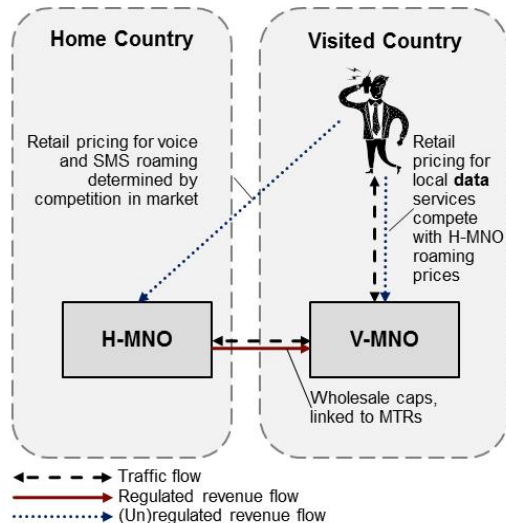 Home Country
Visited Country
Retail pricing for voice
and SMS roaming
determined by
competition in market
Retail
pricing for
local data
services
compete
with H-MNO
roaming
prices
H-MNO
V-MNO
Wholesale caps,
linked to MTRs
Traffic flow
Regulated revenue flow
(Un)regulated revenue flow